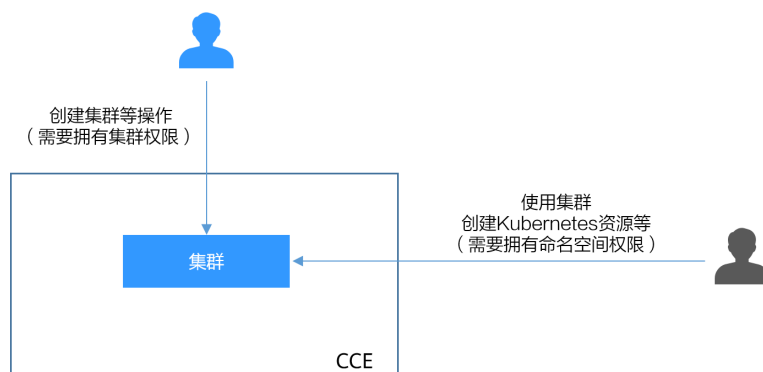 创建集群等操作
（需要拥有集群权限）
使用集群
创建Kubernetes资源等
（需要拥有命名空间权限）
集群
CCE